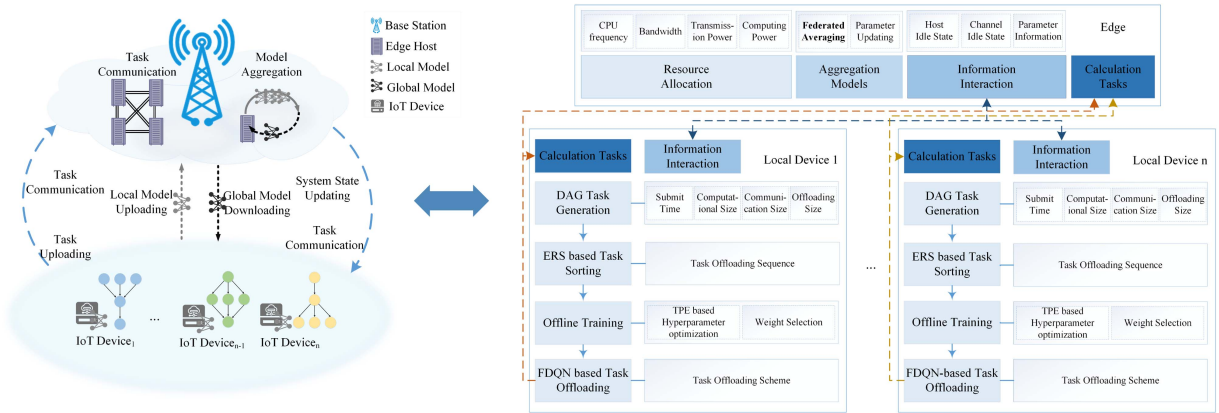 Base Station
Edge Host
Local Model
Global Model
IoT Device
Task
Communication
Model
Aggregation
Task
Communication
Local Model
Uploading
Global Model
Downloading
System State
Updating
Task
Uploading
Task
Communication
IoT Device1
...
IoT Devicen-1
IoT Devicen
CPU
frequency
Bandwidth
Transmiss-
ion Power
Computing
Power
Federated
Averaging
Parameter
Updating
Host
Idle State
Channel
Idle State
Parameter
Information
Edge
Resource
Allocation
Aggregation
Models
Information
Interaction
Calculation
Tasks
Calculation Tasks
Information
Interaction
Local Device 1
DAG Task
Generation
Submit
Time
Computat-
ional Size
Communi-
cation Size
Offloading
Size
ERS based Task
Sorting
Task Offloading Sequence
Offline Training
TPE based
Hyperparameter
optimization
Weight Selection
FDQN based Task
Offloading
Task Offloading Scheme
...
Calculation Tasks
Information
Interaction
Local Device n
DAG Task
Generation
Submit
Time
Computat-
ional Size
Communi-
cation Size
Offloading
Size
ERS based Task
Sorting
Task Offloading Sequence
Offline Training
TPE based
Hyperparameter
optimization
Weight Selection
FDQN-based Task
Offloading
Task Offloading Scheme